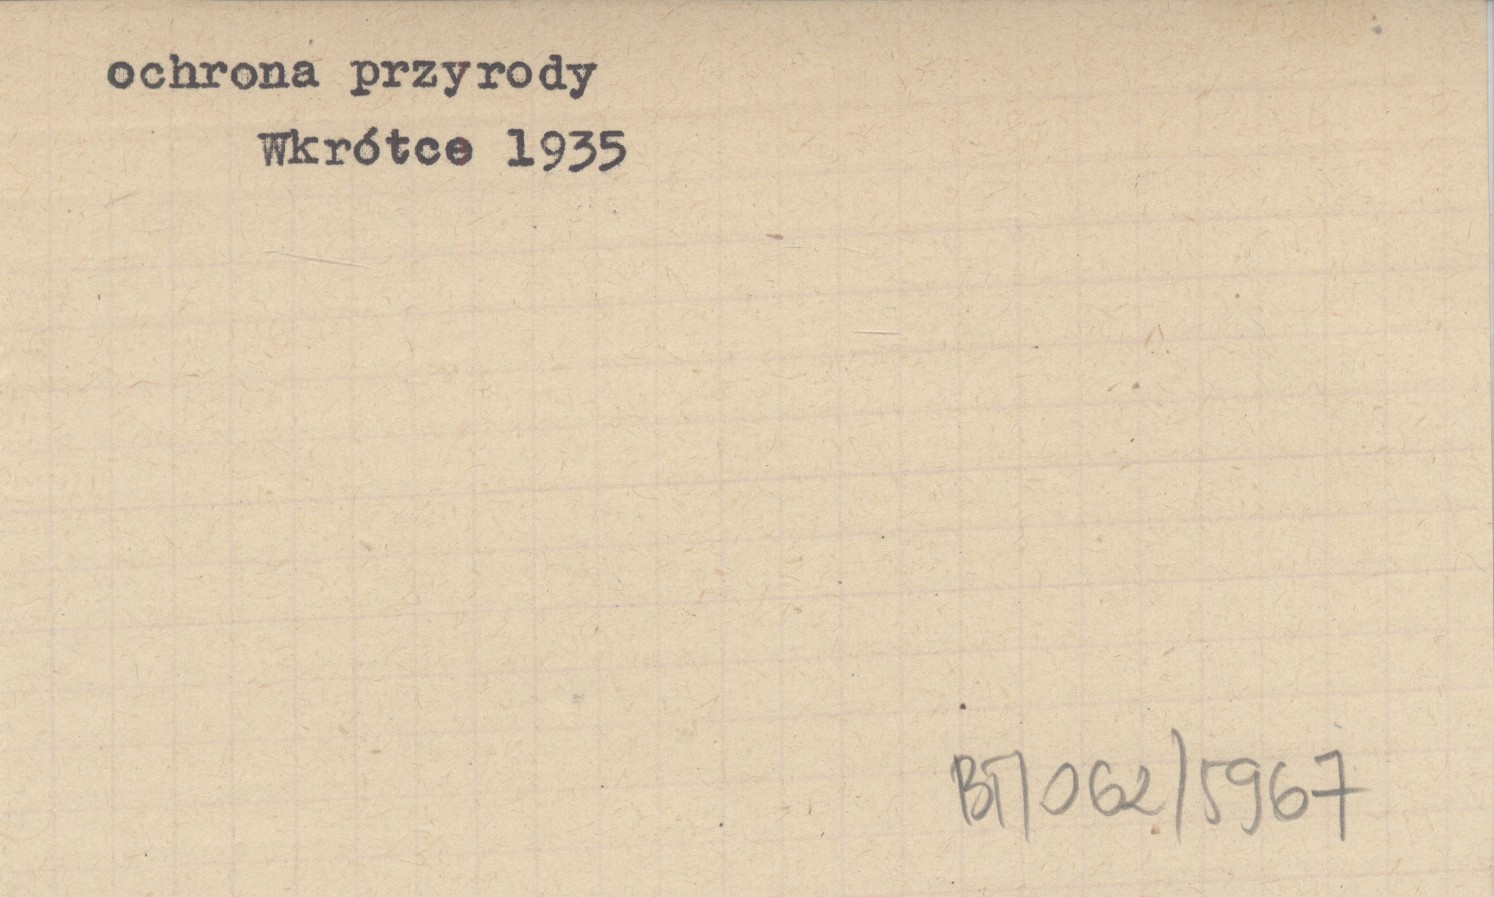 ochrona przyrody
Wkrótce 1935
BT/062/5967